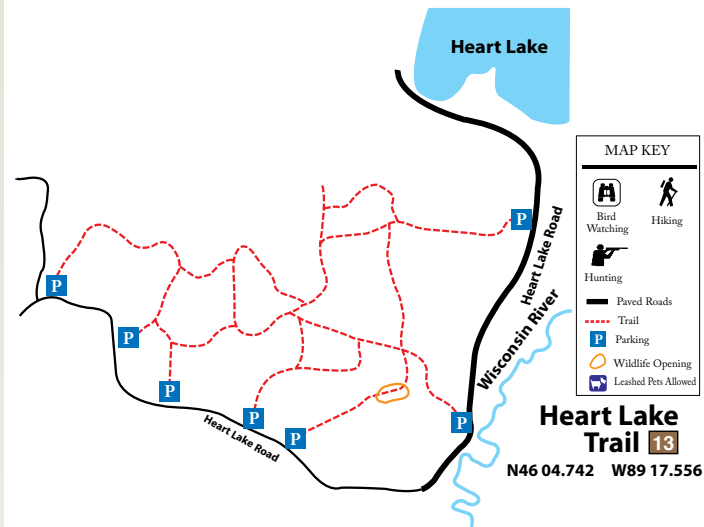 Heart Lake
MAP KEY
Bird
Watching
Hiking
Hunting
Paved Roads
Trail
P Parking
Wildlife Opening
Leashed Pets Allowed
P
Heart Lake Road
Wisconsin River
P
P
P
P
P
P
Heart Lake Road
Heart Lake
Trail 13
N46 04.742 W89 17.556